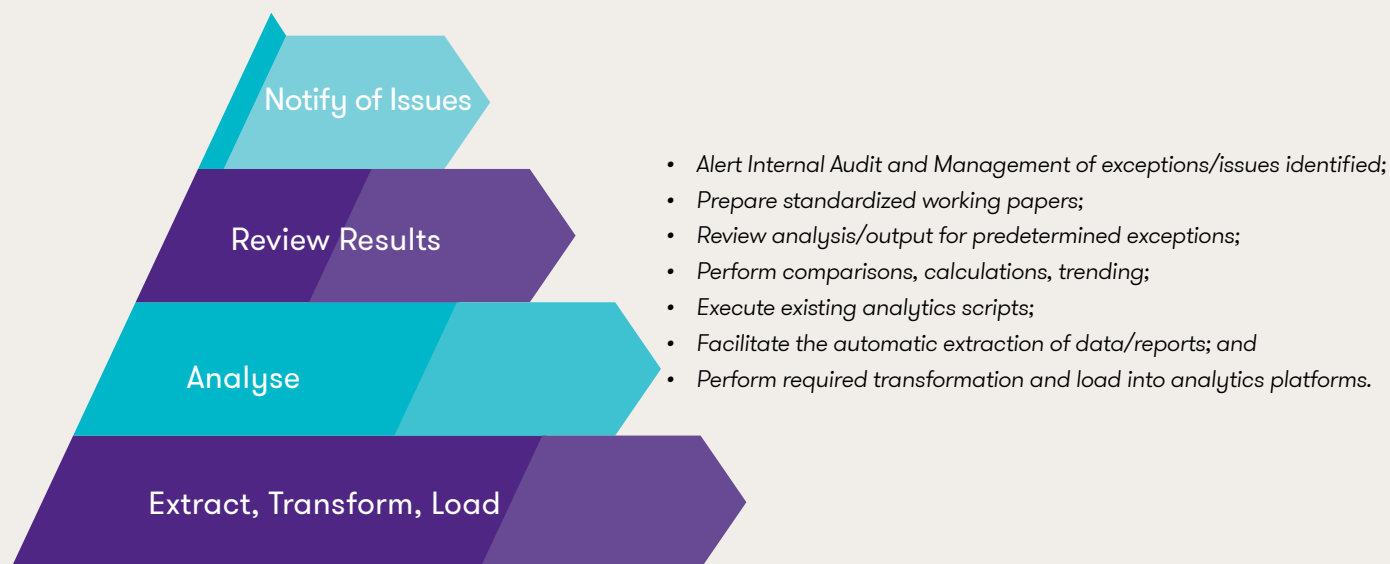 Notify of Issues
Review Results
Analyse
Extract, Transform, Load
• Alert Internal Audit and Management of exceptions/issues identified;
• Prepare standardized working papers;
• Review analysis/output for predetermined exceptions;
• Perform comparisons, calculations, trending;
• Execute existing analytics scripts;
• Facilitate the automatic extraction of data/reports; and
• Perform required transformation and load into analytics platforms.